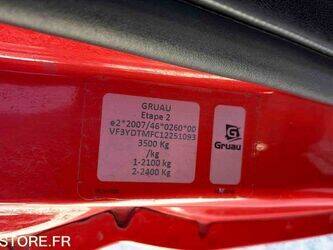 GRUAU
Etape 2
e2*2007/46*0260*00
VF3YDTMFC12251093
3500 Kg
/kg
1-2100 kg
2-2400 Kg
Gruau
STORE.FR